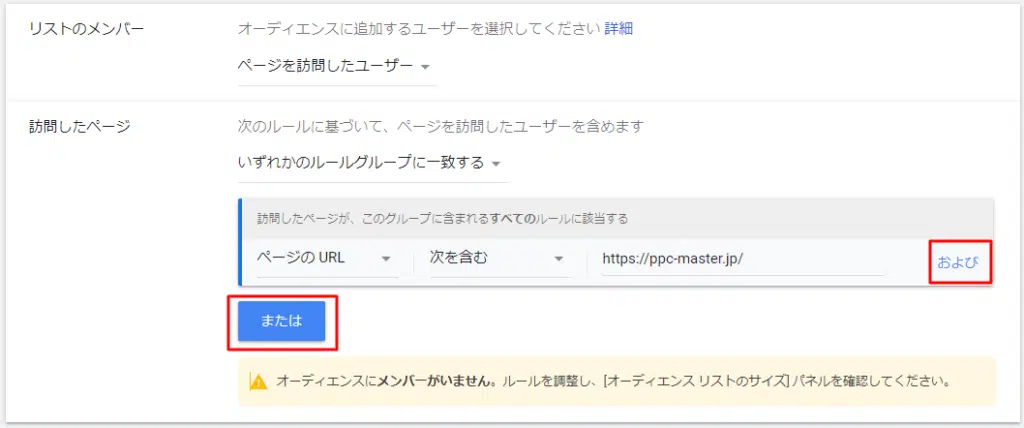 リストのメンバー
オーディエンスに追加するユーザーを選択してください 詳細
ページを訪問したユーザー
訪問したページ
次のルールに基づいて、ページを訪問したユーザーを含めます
いずれかのルールグループに一致する
訪問したページが、このグループに含まれるすべてのルールに該当する
ページの URL 次を含む https://ppc-master.jp/ および
または
オーディエンスにメンバーがいません。ルールを調整し、[オーディエンス リストのサイズ] パネルを確認してください。